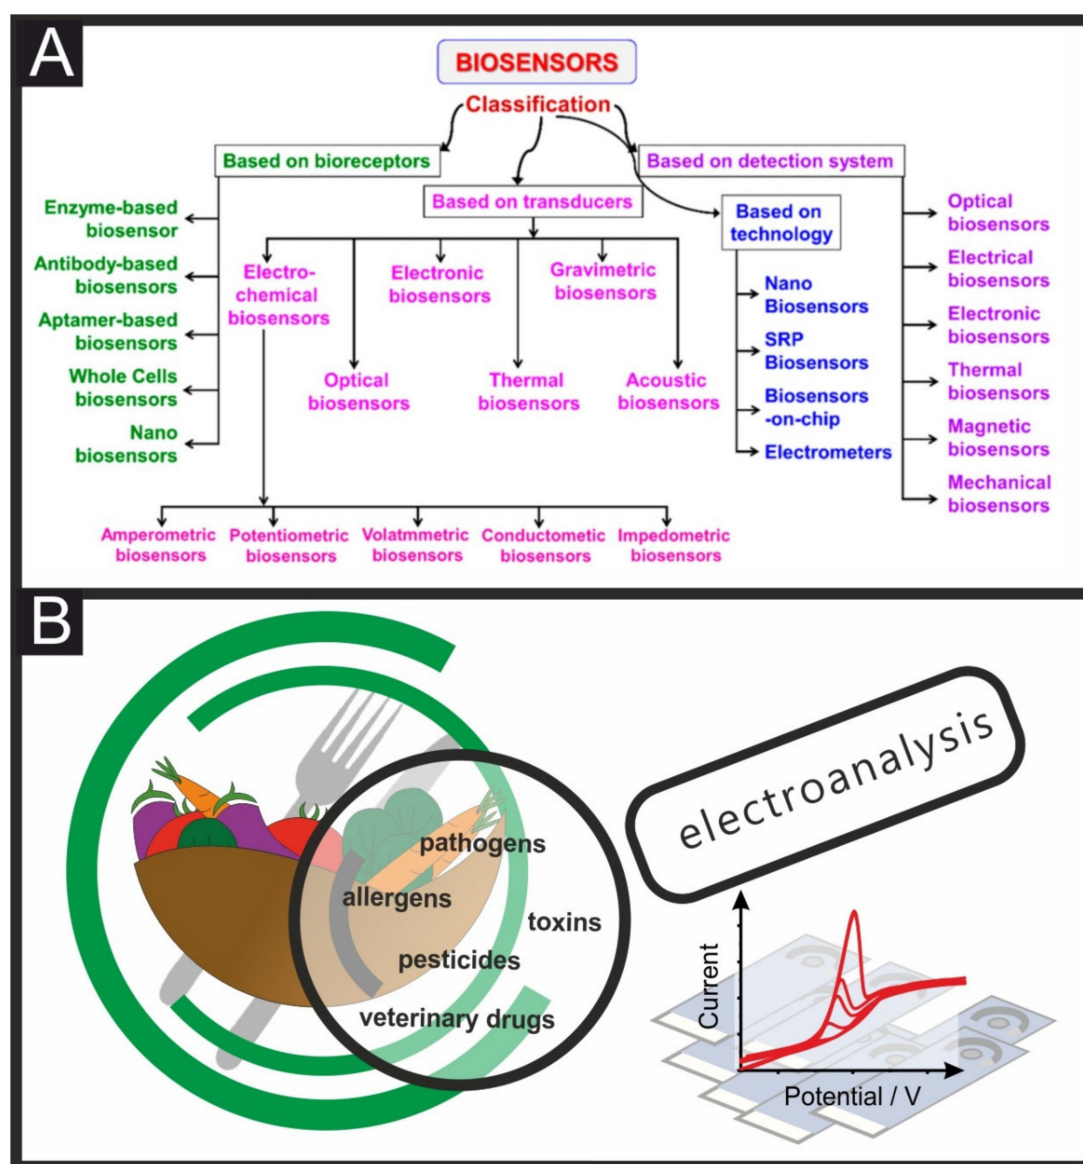 A
BIOSENSORS
Classification
Based on bioreceptors
Enzyme-based
biosensor
Antibody-based
biosensors
Aptamer-based
biosensors
Whole Cells
Biosensors
Nano
biosensors
Based on transducers
Electro-
chemical
biosensors
Optical
biosensors
Electronic
biosensors
Thermal
biosensors
Gravimetric
biosensors
Acoustic
biosensors
Amperometric
biosensors
Potentiometric
biosensors
Volatmmetric
biosensors
Conductometic
biosensors
Impedometric
biosensors
Based on
technology
Nano
Biosensors
SRP
Biosensors
Biosensors
-on-chip
Electrometers
Based on detection system
Optical
biosensors
Electrical
biosensors
Electronic
biosensors
Thermal
biosensors
Magnetic
biosensors
Mechanical
biosensors
B
pathogens
allergens
toxins
pesticides
veterinary drugs
electroanalysis
Current
Potential / V